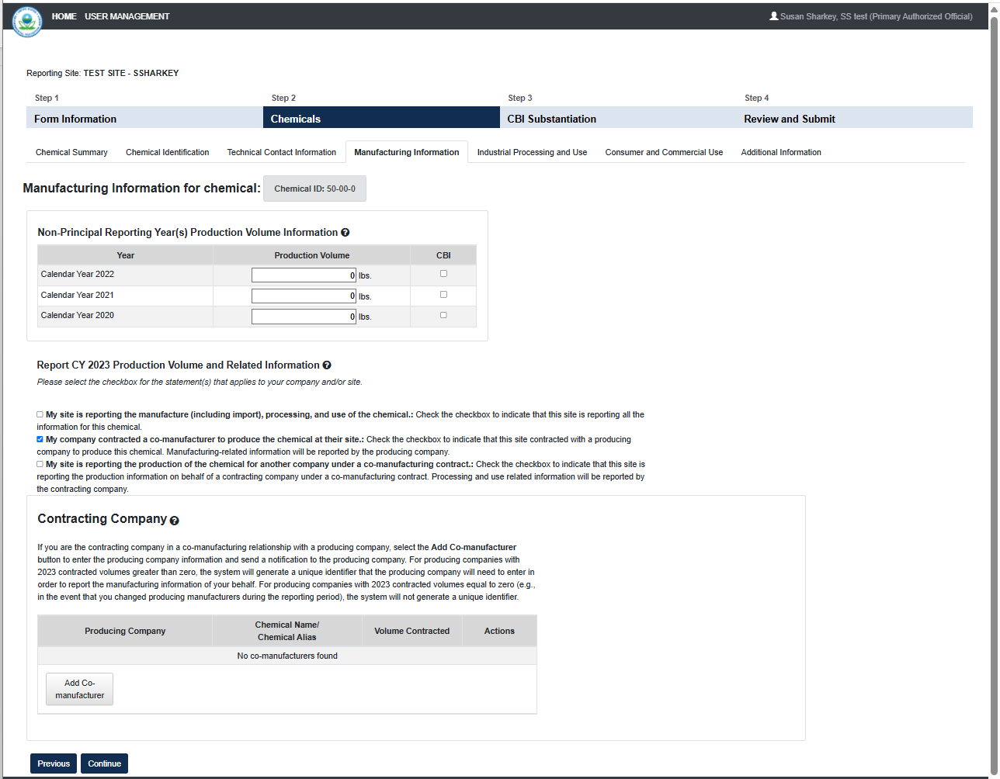 HOME USER MANAGEMENT
Susan Sharkey, SS test (Primary Authorized Official)
Reporting Site: TEST SITE - SSHARKEY
Step 1 Step 2 Step 3 Step 4
Form Information Chemicals CBI Substantiation Review and Submit
Chemical Summary Chemical Identification Technical Contact Information Manufacturing Information Industrial Processing and Use Consumer and Commercial Use Additional Information
Manufacturing Information for chemical: Chemical ID: 50-00-0
Non-Principal Reporting Year(s) Production Volume Information ?
Year Production Volume CBI
Calendar Year 2022 0 lbs.
Calendar Year 2021 0 lbs.
Calendar Year 2020 0 lbs.
Report CY 2023 Production Volume and Related Information ?
Please select the checkbox for the statement(s) that applies to your company and/or site.
My site is reporting the manufacture (including import), processing, and use of the chemical.: Check the checkbox to indicate that this site is reporting all the
information for this chemical.
My company contracted a co-manufacturer to produce the chemical at their site.: Check the checkbox to indicate that this site contracted with a producing
company to produce this chemical. Manufacturing-related information will be reported by the producing company.
My site is reporting the production of the chemical for another company under a co-manufacturing contract.: Check the checkbox to indicate that this site is
reporting the production information on behalf of a contracting company under a co-manufacturing contract. Processing and use related information will be reported by
the contracting company.
Contracting Company ?
If you are the contracting company in a co-manufacturing relationship with a producing company, select the Add Co-manufacturer
button to enter the producing company information and send a notification to the producing company. For producing companies with
2023 contracted volumes greater than zero, the system will generate a unique identifier that the producing company will need to enter in
order to report the manufacturing information of your behalf. For producing companies with 2023 contracted volumes equal to zero (e.g.,
in the event that you changed producing manufacturers during the reporting period), the system will not generate a unique identifier.
Producing Company Chemical Name/ Volume Contracted Actions
Chemical Alias
No co-manufacturers found
Add Co-
manufacturer
Previous Continue